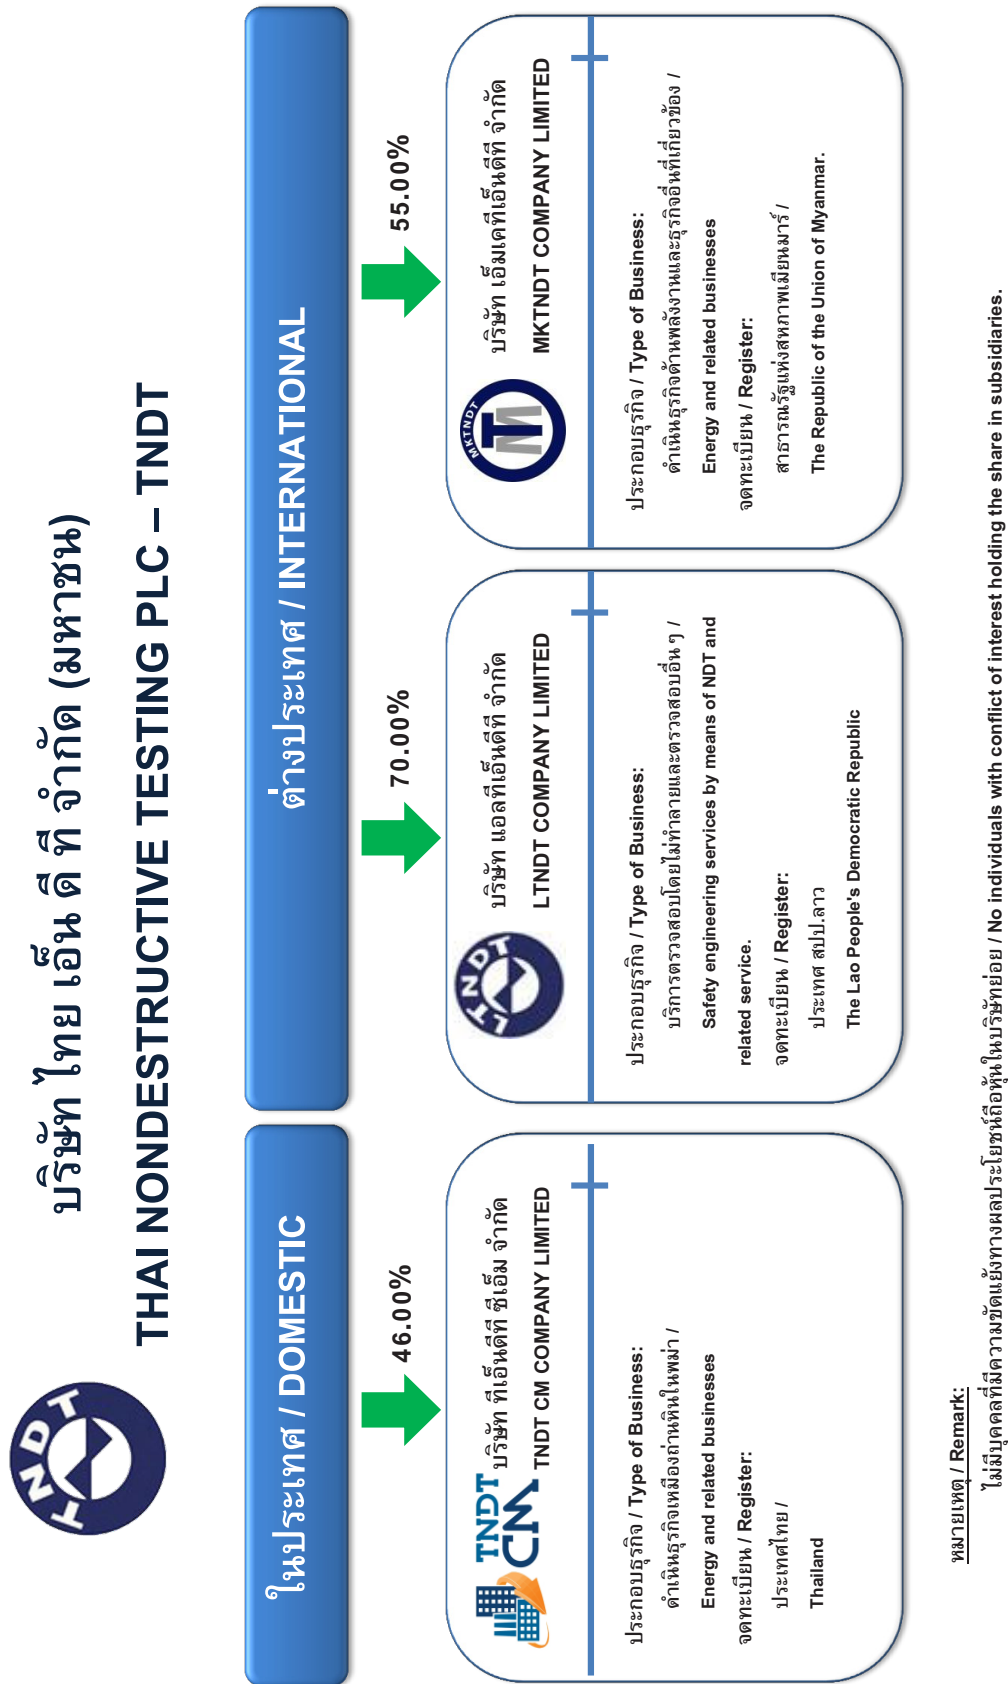 TNDT
บริษัท ไทย เอ็น ดี ที จำกัด (มหาชน)
THAI NONDESTRUCTIVE TESTING PLC – TNDT
ในประเทศ / DOMESTIC
ต่างประเทศ / INTERNATIONAL
46.00%
70.00%
55.00%
TNDT
CM
บริษัท ทีเอ็นดีที ซีเอ็ม จำกัด
TNDT CM COMPANY LIMITED
ประกอบธุรกิจ / Type of Business:
ดำเนินธุรกิจเหมืองถ่านหินในพม่า /
Energy and related businesses
จดทะเบียน / Register:
ประเทศไทย /
Thailand
LTNDT
บริษัท แอลทีเอ็นดีที จำกัด
LTNDT COMPANY LIMITED
ประกอบธุรกิจ / Type of Business:
บริการตรวจสอบโดยไม่ทำลายและตรวจสอบอื่น ๆ /
Safety engineering services by means of NDT and
related service.
จดทะเบียน / Register:
ประเทศ สปป.ลาว
The Lao People's Democratic Republic
MKTNDT
TM
บริษัท เอ็มเคทีเอ็นดีที จำกัด
MKTNDT COMPANY LIMITED
ประกอบธุรกิจ / Type of Business:
ดำเนินธุรกิจด้านพลังงานและธุรกิจอื่นที่เกี่ยวข้อง /
Energy and related businesses
จดทะเบียน / Register:
สาธารณรัฐแห่งสหภาพเมียนมาร์ /
The Republic of the Union of Myanmar.
หมายเหตุ / Remark:
ไม่มีบุคคลที่มีความขัดแย้งทางผลประโยชน์ถือหุ้นในบริษัทย่อย / No individuals with conflict of interest holding the share in subsidiaries.